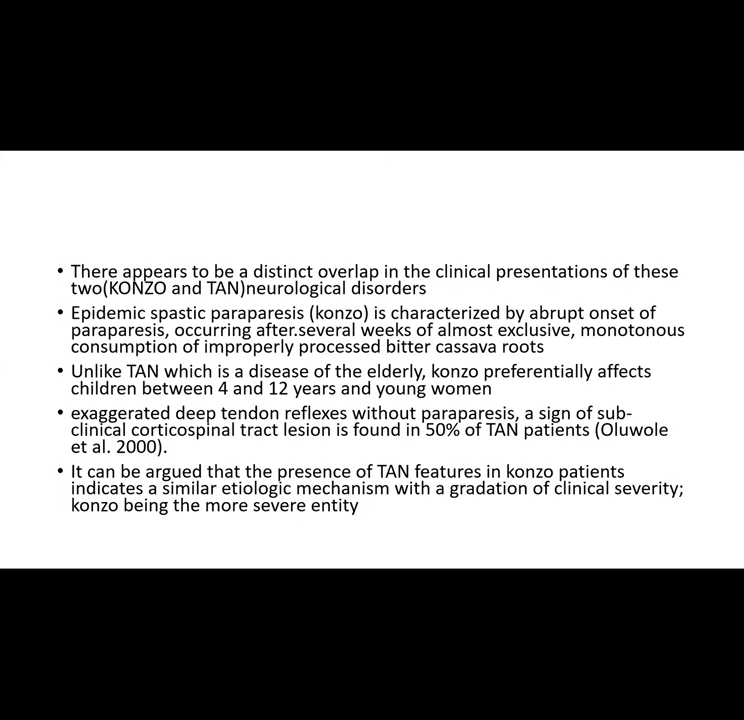 • There appears to be a distinct overlap in the clinical presentations of these
two(KONZO and TAN)neurological disorders
• Epidemic spastic paraparesis (konzo) is characterized by abrupt onset of
paraparesis, occurring after.several weeks of almost exclusive, monotonous
consumption of improperly processed bitter cassava roots
• Unlike TAN which is a disease of the elderly, konzo preferentially affects
children between 4 and 12 years and young women
• exaggerated deep tendon reflexes without paraparesis, a sign of sub-
clinical corticospinal tract lesion is found in 50% of TAN patients (Oluwole
et al. 2000).
• It can be argued that the presence of TAN features in konzo patients
indicates a similar etiologic mechanism with a gradation of clinical severity;
konzo being the more severe entity